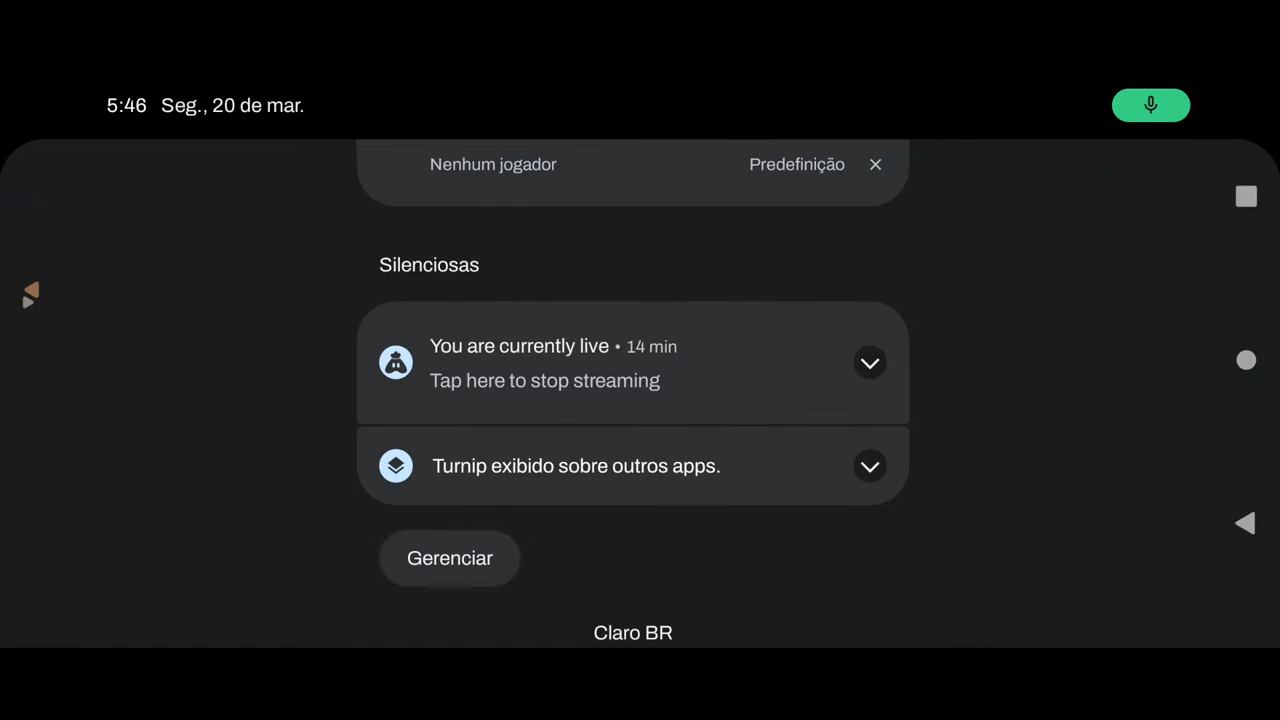 5:46 Seg., 20 de mar.
Nenhum jogador Predefinição
Silenciosas
You are currently live • 14 min
Tap here to stop streaming
Turnip exibido sobre outros apps.
Gerenciar
Claro BR